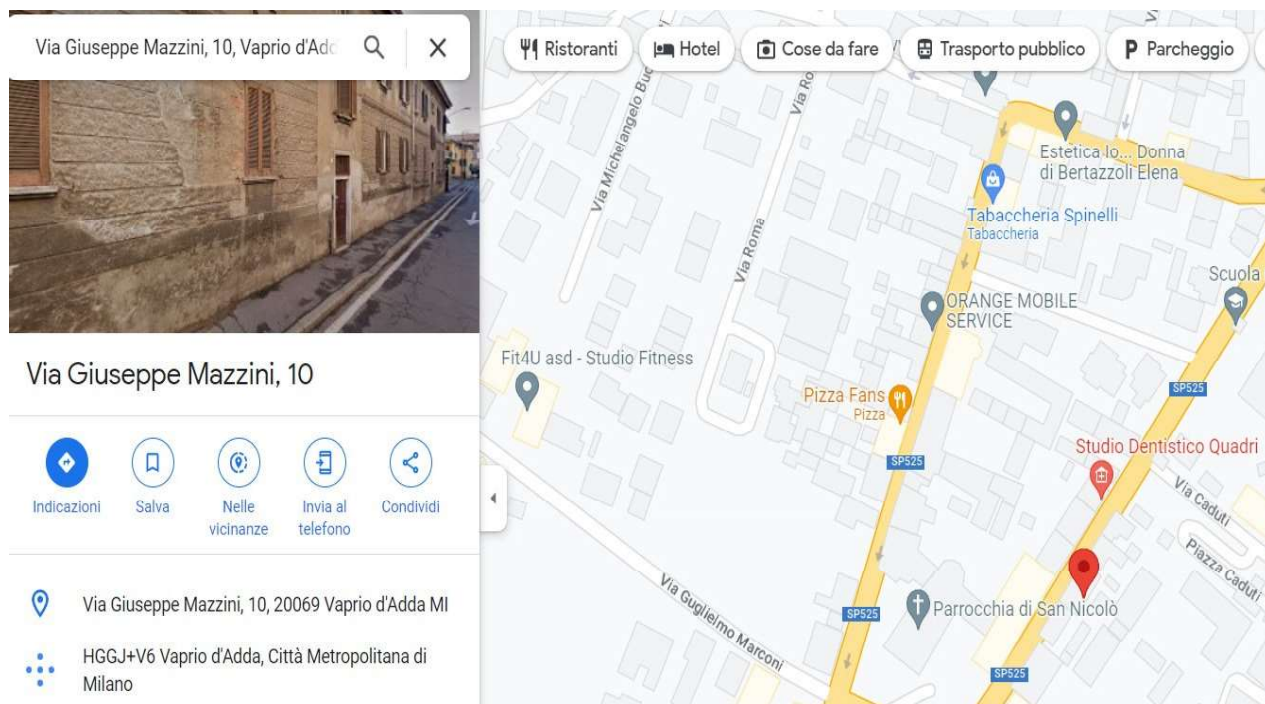 Via Giuseppe Mazzini, 10, Vaprio d'Add
Ristoranti
Hotel
Cose da fare
Trasporto pubblico
P Parcheggio
Via Giuseppe Mazzini, 10
Indicazioni
Salva
Nelle
vicinanze
Invia al
telefono
Condividi
Via Giuseppe Mazzini, 10, 20069 Vaprio d'Adda MI
HGGJ+V6 Vaprio d'Adda, Città Metropolitana di
Milano
Via Michelangelo Buo
Via Ro
Via Roma
Estetica Io... Donna
di Bertazzoli Elena
Tabaccheria Spinelli
Tabaccheria
Scuola
ORANGE MOBILE
SERVICE
Fit4U asd - Studio Fitness
Pizza Fans
Pizza
SP525
SP525
Studio Dentistico Quadri
Via Caduti
Piazza Caduti
Via Guglielmo Marconi
SP525
Parrocchia di San Nicolò
SP525